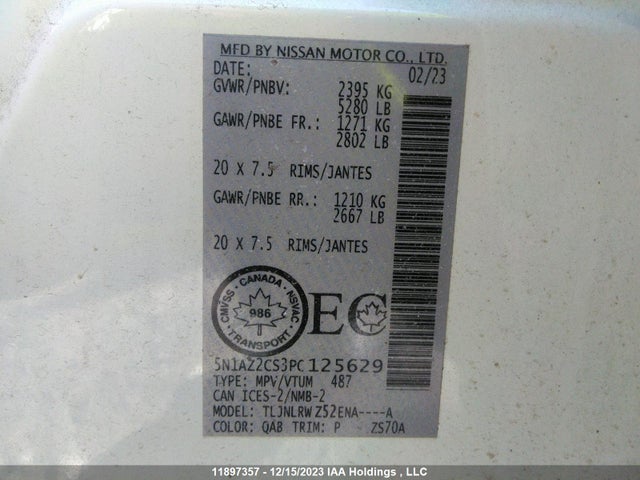 MFD BY NISSAN MOTOR CO., LTD.
DATE: 02/23
GVWR/PNBV: 2395 KG
5280 LB
GAWR/PNBE FR.: 1271 KG
2802 LB
20 X 7.5 RIMS/JANTES
GAWR/PNBE RR.: 1210 KG
2667 LB
20 X 7.5 RIMS/JANTES
CMVSS · CANADA · NSVAC
986
TRANSPORT
EC
5N1AZ2CS3PC125629
TYPE: MPV/VTUM 487
CAN ICES-2/NMB-2
MODEL: TLJNLRW Z52ENA----A
COLOR: QAB TRIM: P ZS70A
11897357 - 12/15/2023 IAA Holdings , LLC